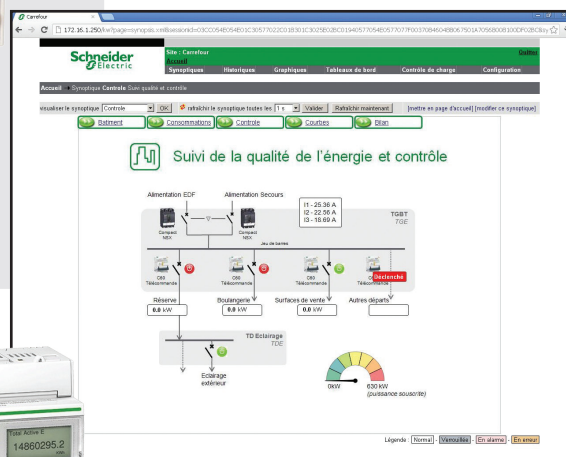 Carrefour
172.16.1.250/
Schneider
Electric
Site : Carrefour
Accueil
Quitter
Synoptiques Historiques Graphiques Tableaux de bord Contrôle de charge Configuration
Accueil Synoptique Controle Suivi qualité et contrôle
visualiser le synoptique Controle OK rafraîchir le synoptique toutes les 1 s Valider Rafraîchir maintenant [mettre en page d'accueil] [modifier ce synoptique]
Batiment Consommations Controle Courbes Bilan
Suivi de la qualité de l'énergie et contrôle
Alimentation EDF Alimentation Secours
I1 - 25.36 A
I2 - 22.56 A
I3 - 18.69 A
TGBT
TGE
Compact
NSX
Compact
NSX
Jeu de barres
C60
Télécommande
C60
Télécommande
C60
Télécommande
C60
Télécommande
Déclenché
Réserve Boulangerie Surfaces de vente Autres départs
0.0 kW 0.0 kW 0.0 kW
TD Eclairage
TDE
Eclairage
extérieur
0kW 630 kW
(puissance souscrite)
Légende : Normal - Verrouillée - En alarme - En erreur
Total Active E
14860295.2